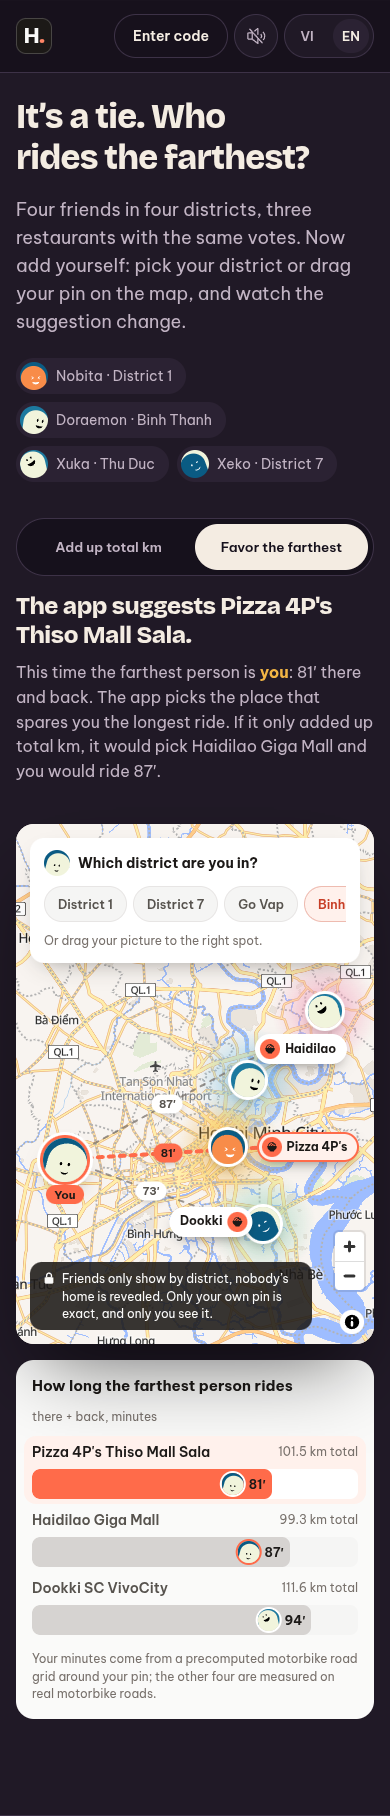 H.
Enter code
VI
EN
It's a tie. Who
rides the farthest?
Four friends in four districts, three
restaurants with the same votes. Now
add yourself: pick your district or drag
your pin on the map, and watch the
suggestion change.
Nobita · District 1
Doraemon · Binh Thanh
Xuka · Thu Duc
Xeko · District 7
Add up total km
Favor the farthest
The app suggests Pizza 4P's
Thiso Mall Sala.
This time the farthest person is you: 81′ there
and back. The app picks the place that
spares you the longest ride. If it only added up
total km, it would pick Haidilao Giga Mall and
you would ride 87′.
Which district are you in?
District 1
District 7
Go Vap
Binh
Or drag your picture to the right spot.
QL.1
QL.1
QL.1
Bà Điểm
QL.1
Haidilao
Tan Son Nhat
International Airport
87′
81′
Pizza 4P's
You
73′
QL.1
Dookki
Bình Hưng
Phước Lu
Friends only show by district, nobody's
home is revealed. Only your own pin is
exact, and only you see it.
Hưng Long
How long the farthest person rides
there + back, minutes
Pizza 4P's Thiso Mall Sala
101.5 km total
81′
Haidilao Giga Mall
99.3 km total
87′
Dookki SC VivoCity
111.6 km total
94′
Your minutes come from a precomputed motorbike road
grid around your pin; the other four are measured on
real motorbike roads.